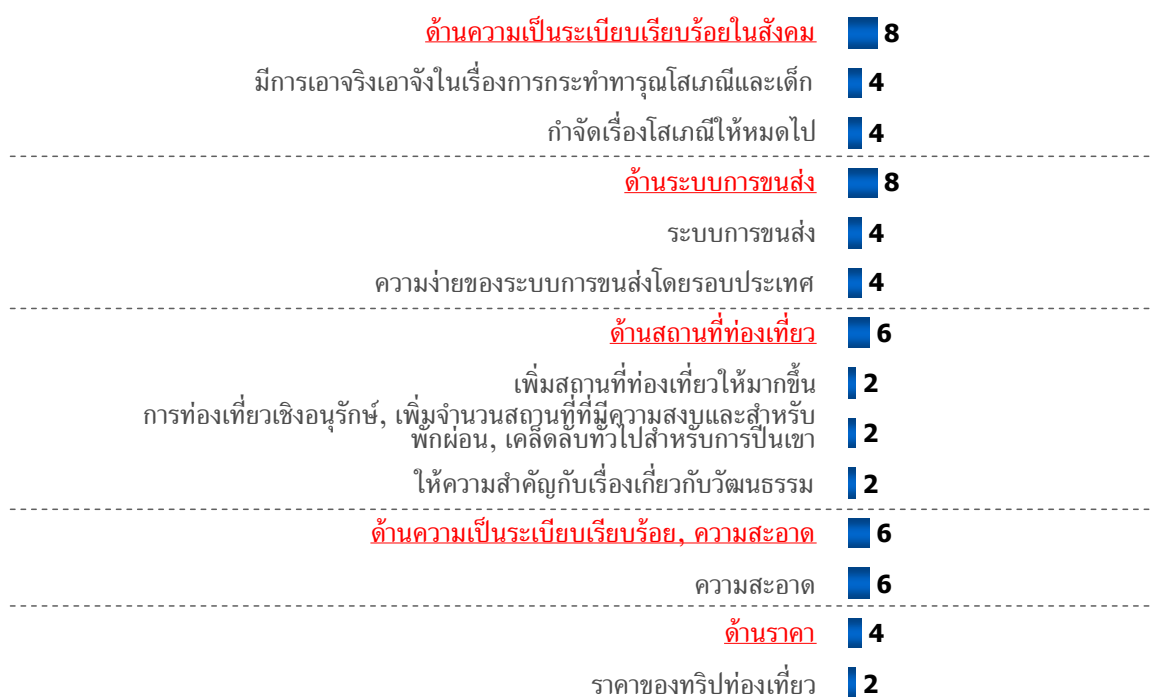 ด้านความเป็นระเบียบเรียบร้อยในสังคม 8
มีการเอาจริงเอาจังในเรื่องการกระทำทารุณโสเภณีและเด็ก 4
กำจัดเรื่องโสเภณีให้หมดไป 4
ด้านระบบการขนส่ง 8
ระบบการขนส่ง 4
ความง่ายของระบบการขนส่งโดยรอบประเทศ 4
ด้านสถานที่ท่องเที่ยว 6
เพิ่มสถานที่ท่องเที่ยวให้มากขึ้น 2
การท่องเที่ยวเชิงอนุรักษ์, เพิ่มจำนวนสถานที่ที่มีความสงบและสำหรับ
พักผ่อน, เคล็ดลับทั่วไปสำหรับการปีนเขา 2
ให้ความสำคัญกับเรื่องเกี่ยวกับวัฒนธรรม 2
ด้านความเป็นระเบียบเรียบร้อย, ความสะอาด 6
ความสะอาด 6
ด้านราคา 4
ราคาของทริปท่องเที่ยว 2